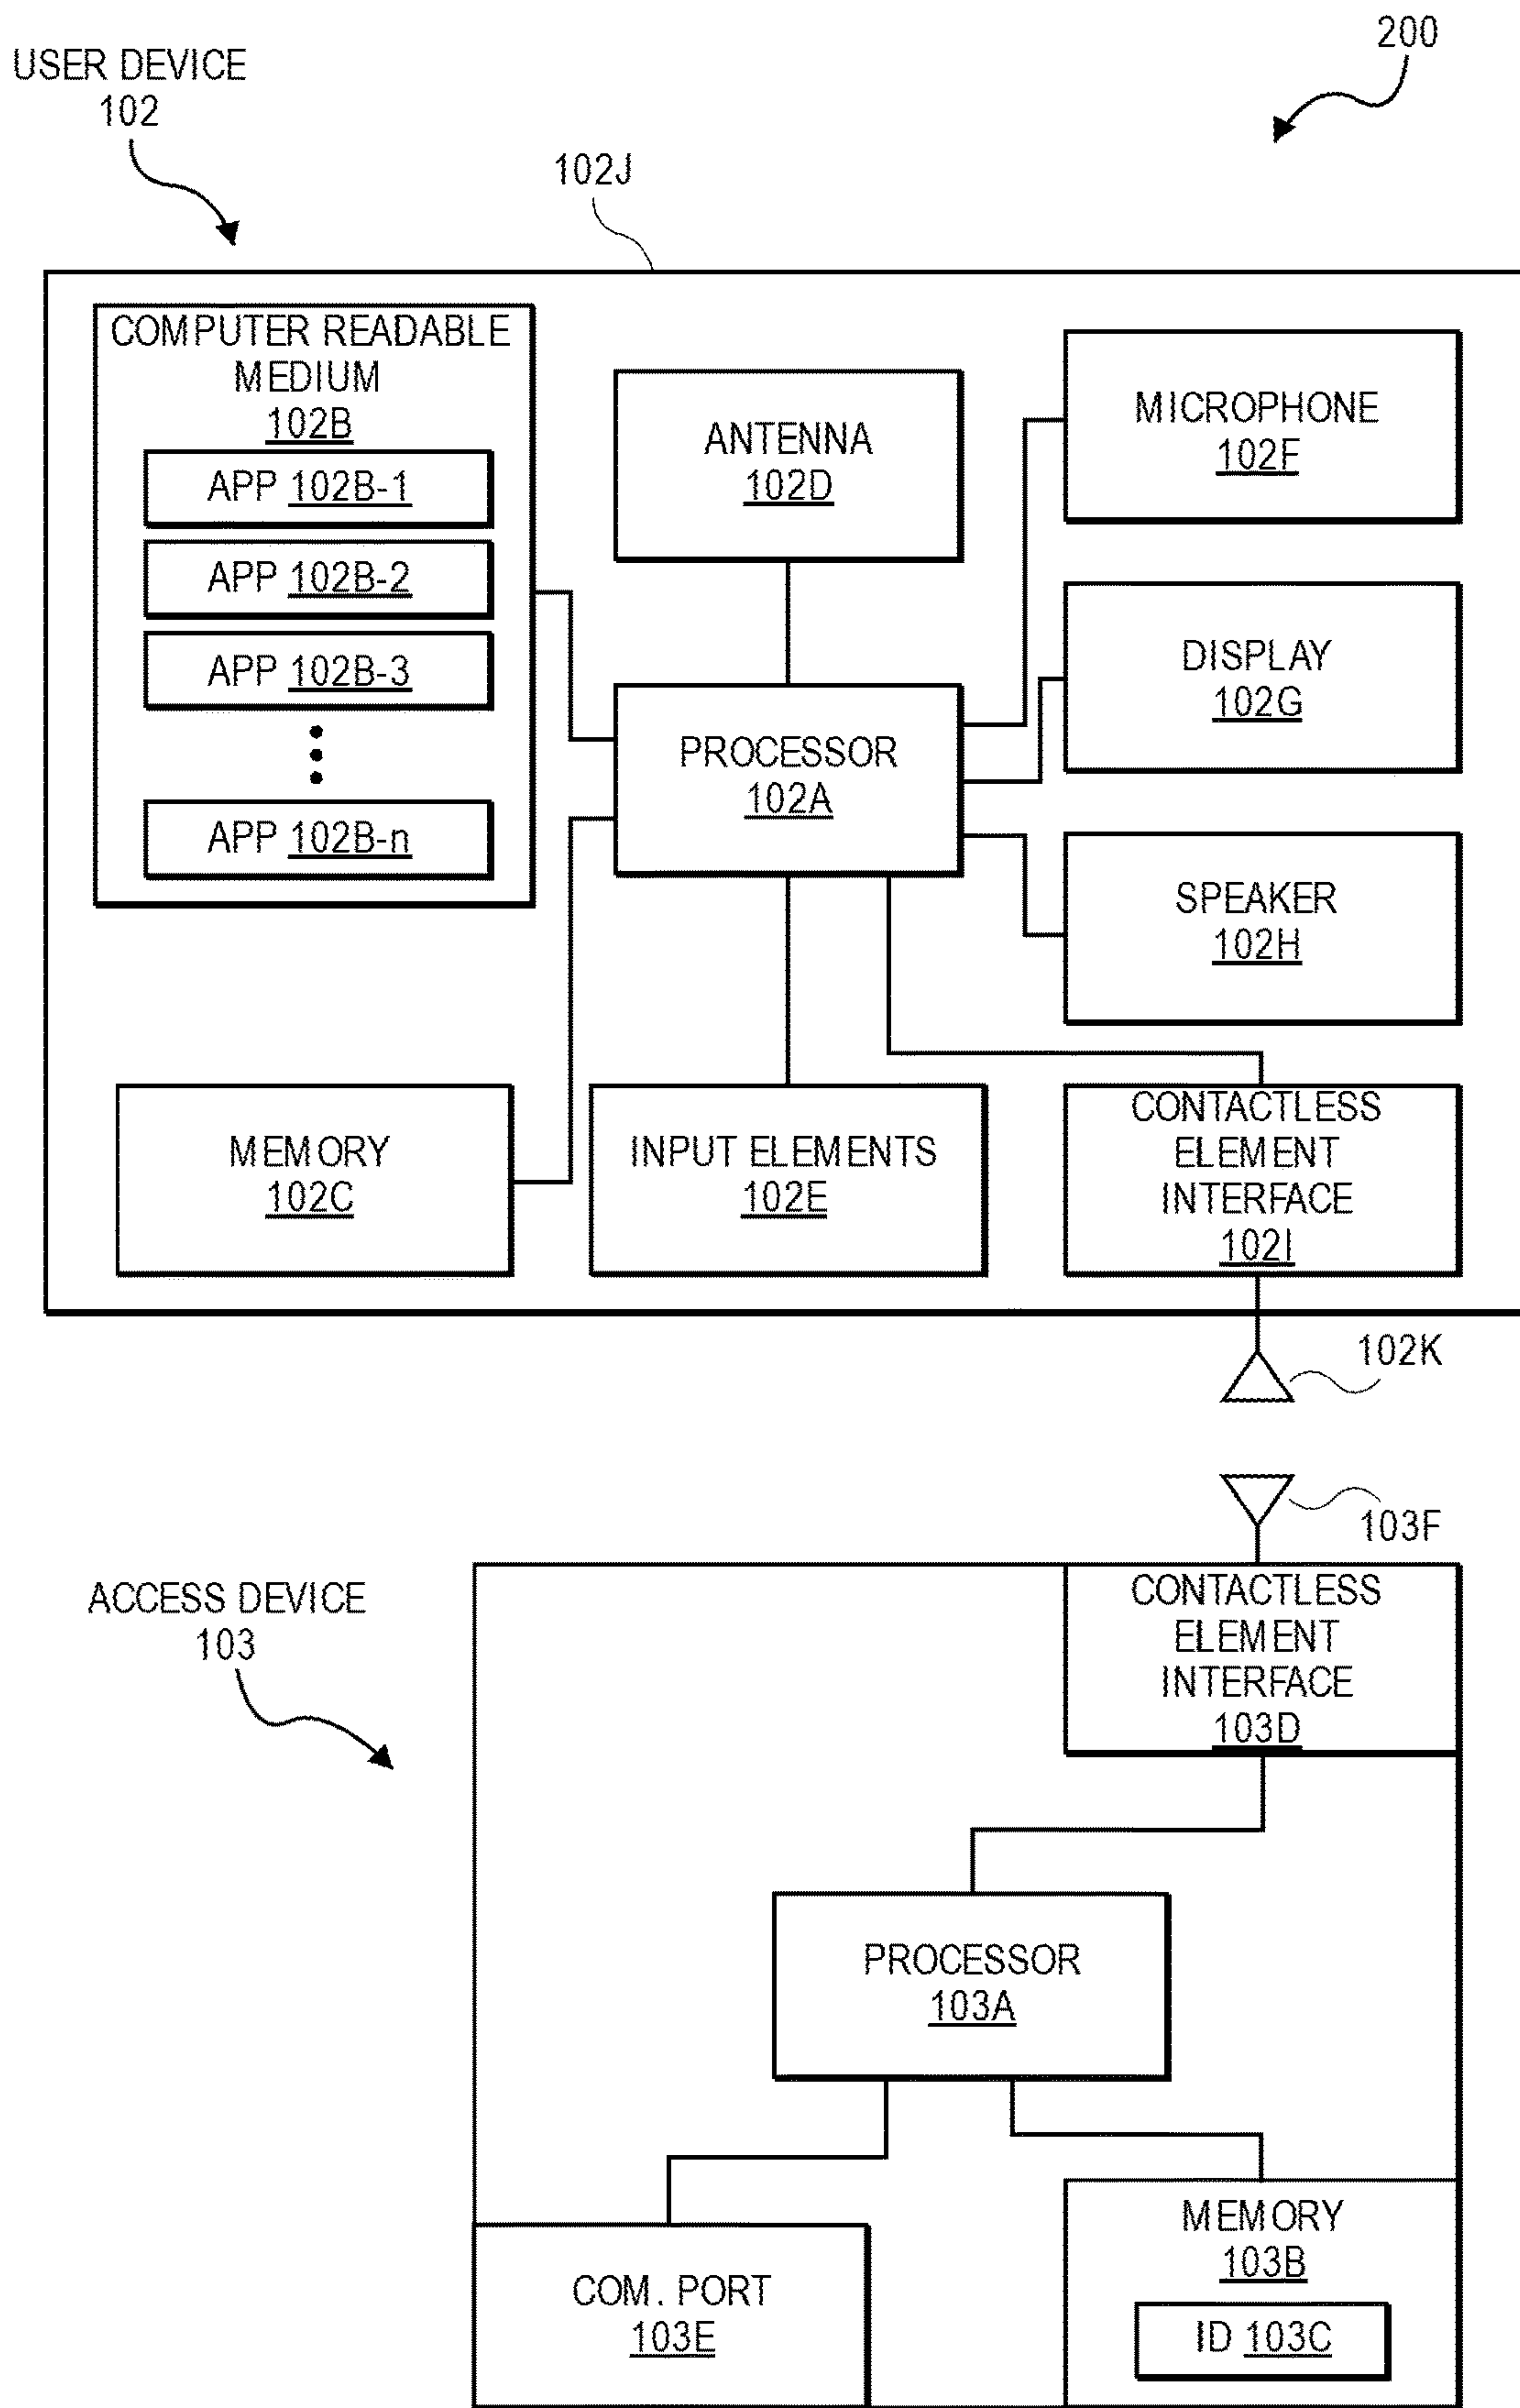 200
USER DEVICE
102
102J
COMPUTER READABLE
MEDIUM
102B
APP 102B-1
APP 102B-2
APP 102B-3
APP 102B-n
ANTENNA
102D
MICROPHONE
102F
DISPLAY
102G
PROCESSOR
102A
SPEAKER
102H
MEMORY
102C
INPUT ELEMENTS
102E
CONTACTLESS
ELEMENT
INTERFACE
102I
102K
103F
ACCESS DEVICE
103
CONTACTLESS
ELEMENT
INTERFACE
103D
PROCESSOR
103A
COM. PORT
103E
MEMORY
103B
ID 103C